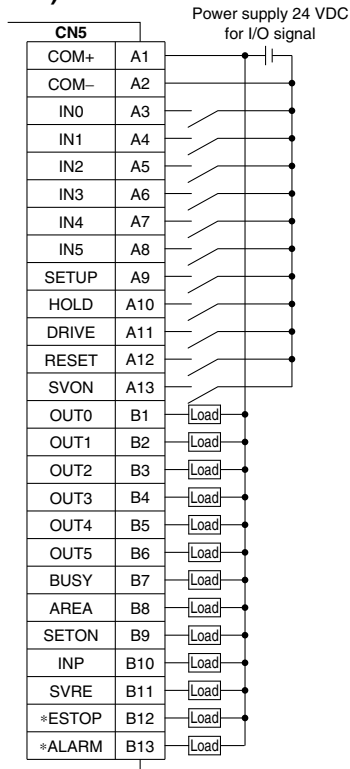 Power supply 24 VDC
for I/O signal
CN5
COM+ A1
COM− A2
IN0 A3
IN1 A4
IN2 A5
IN3 A6
IN4 A7
IN5 A8
SETUP A9
HOLD A10
DRIVE A11
RESET A12
SVON A13
OUT0 B1 Load
OUT1 B2 Load
OUT2 B3 Load
OUT3 B4 Load
OUT4 B5 Load
OUT5 B6 Load
BUSY B7 Load
AREA B8 Load
SETON B9 Load
INP B10 Load
SVRE B11 Load
∗ESTOP B12 Load
∗ALARM B13 Load